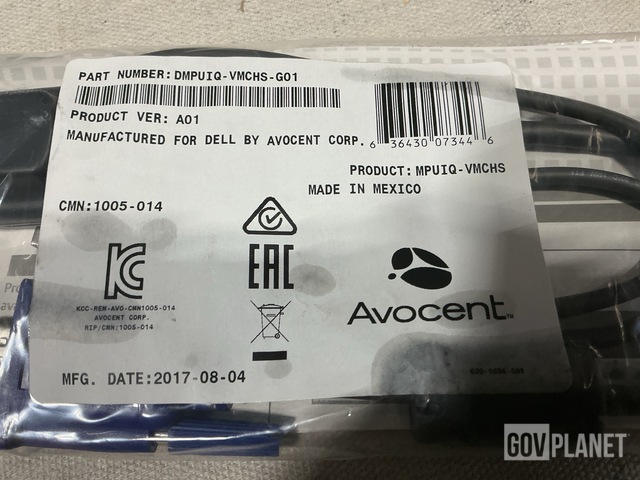 PART NUMBER: DMPUIQ-VMCHS-G01
PRODUCT VER: A01
MANUFACTURED FOR DELL BY AVOCENT CORP.
6 36430 07344 6
PRODUCT: MPUIQ-VMCHS
MADE IN MEXICO
CMN:1005-014
KC
KCC-REM-AVO-CMN1005-014
AVOCENT CORP.
RIP/CMN:1005-014
EAC
Avocent™
MFG. DATE:2017-08-04
GOVPLANET